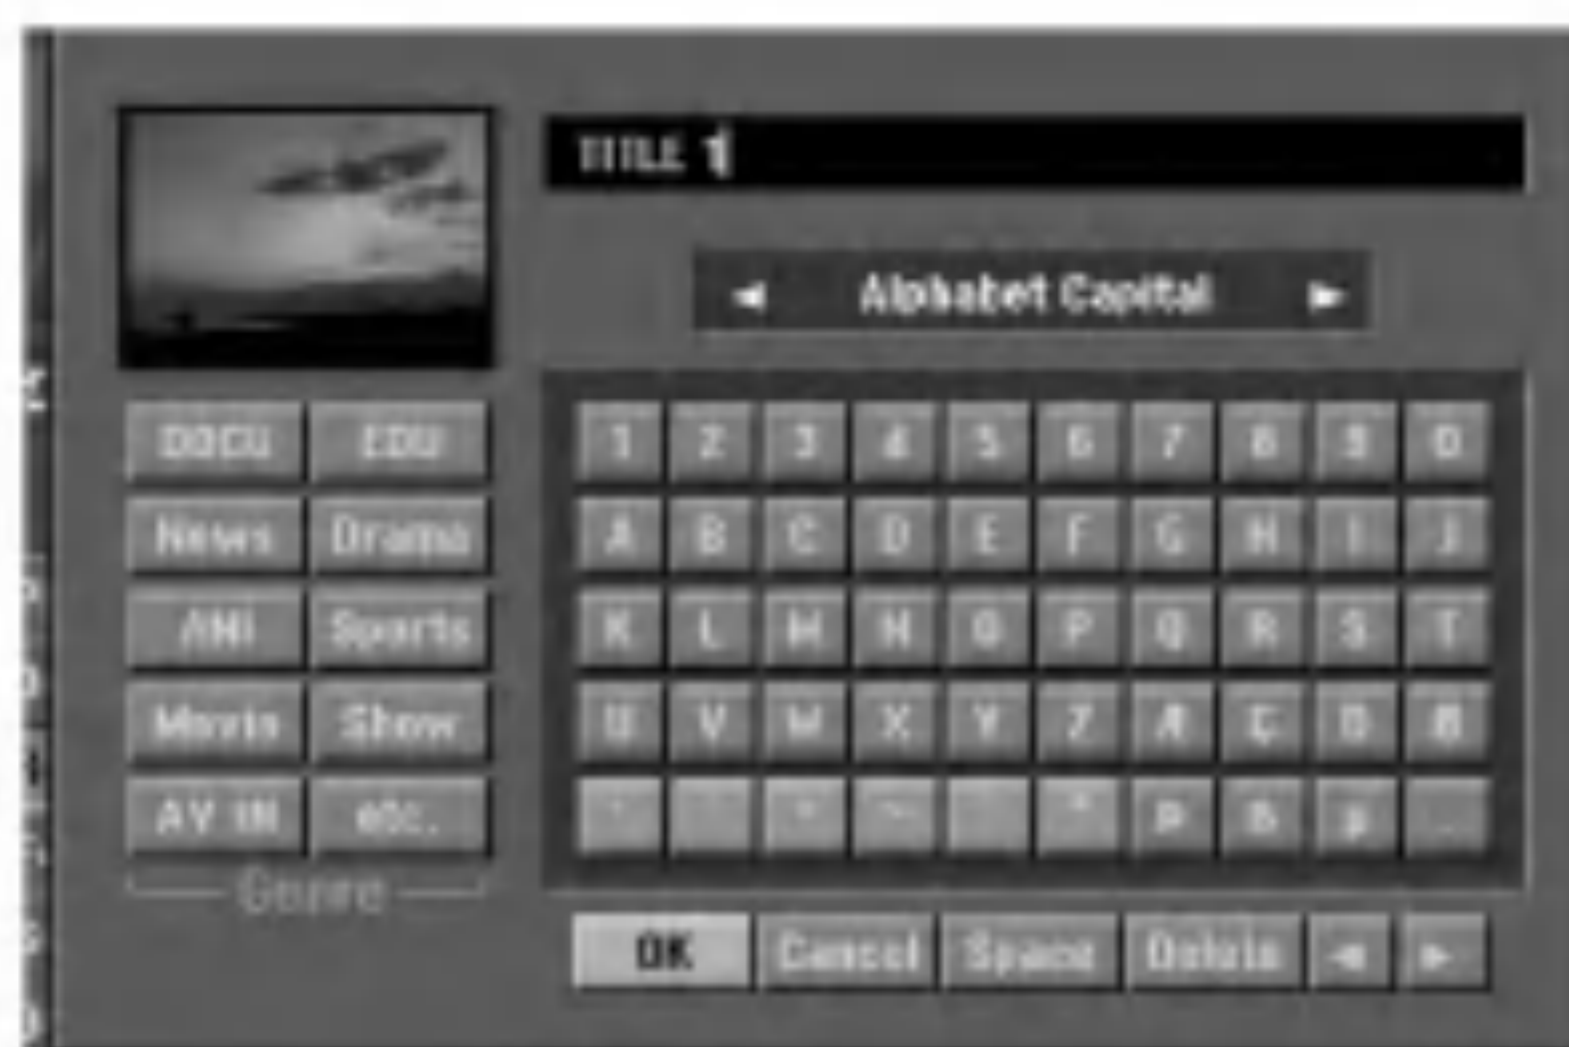 TITLE 1
◄ Alphabet Capital ►
DOCU EDU
News Drama
ANI Sports
Movie Show
AV IN etc.
Genre
1 2 3 4 5 6 7 8 9 0
A B C D E F G H I J
K L M N O P Q R S T
U V W X Y Z Æ Ç
OK Cancel Space Delete ◄ ►